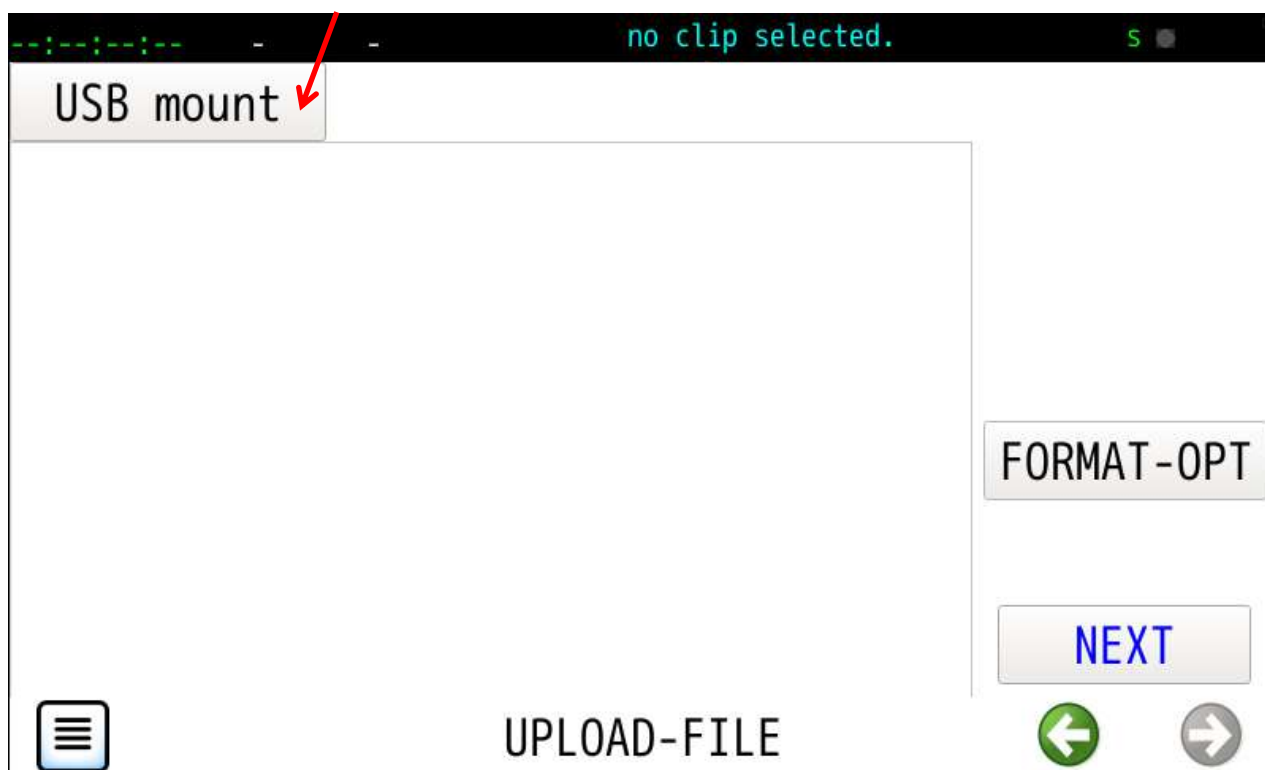 --:--:--:-- - - no clip selected. S
USB mount
FORMAT-OPT
NEXT
UPLOAD-FILE